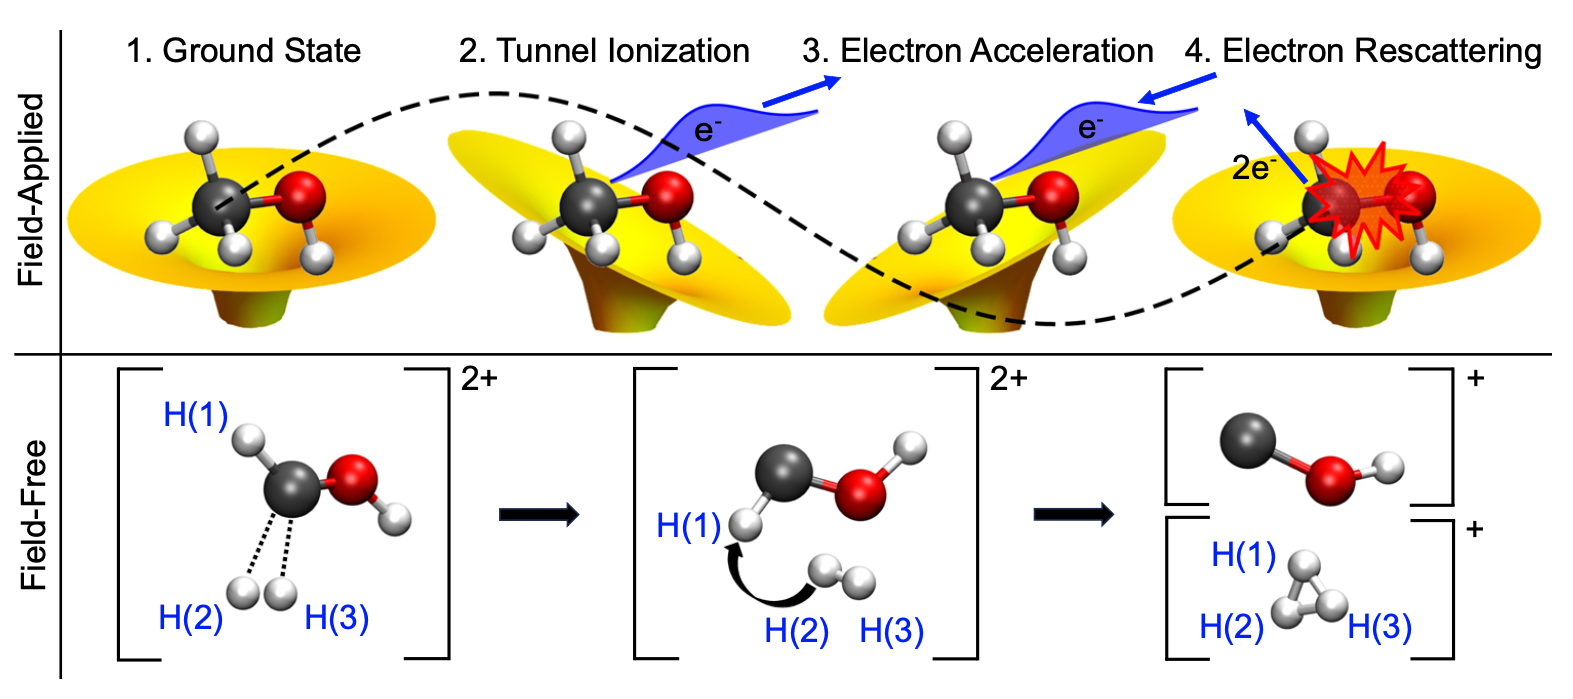 1. Ground State
2. Tunnel Ionization
3. Electron Acceleration
4. Electron Rescattering
Field-Applied
e-
e-
2e-
Field-Free
2+
H(1)
H(2)
H(3)
2+
H(1)
H(2)
H(3)
+
+
H(1)
H(2)
H(3)